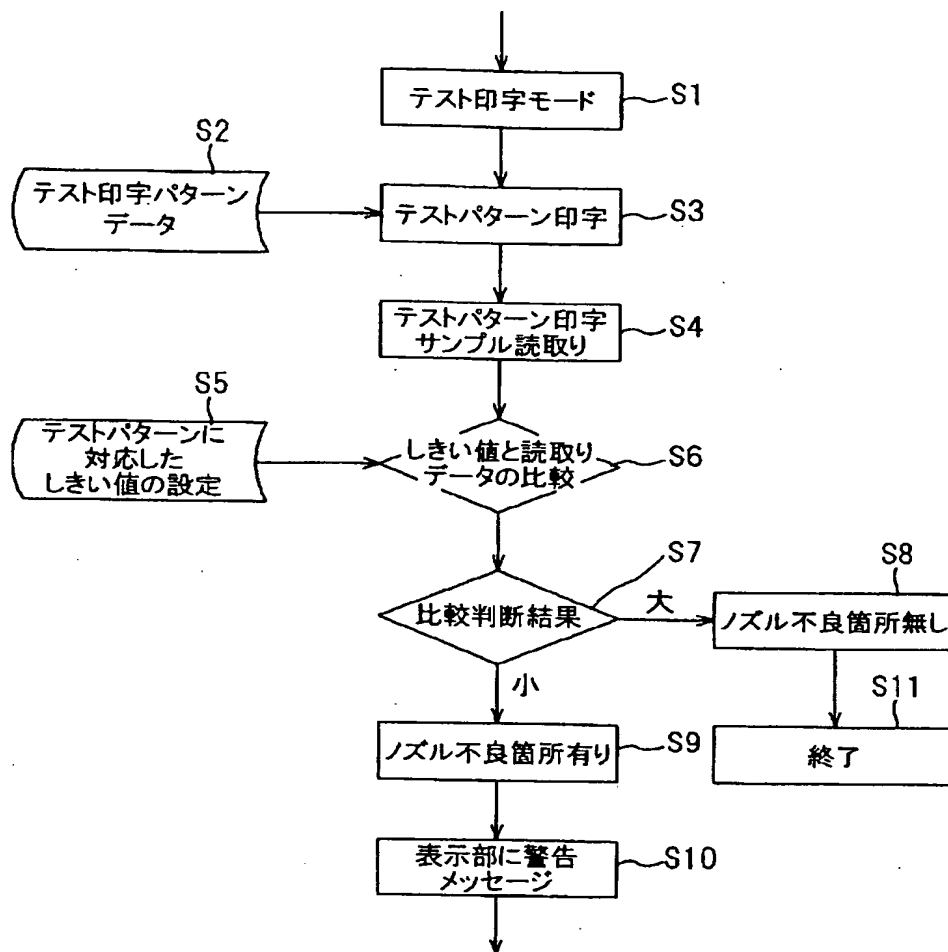 テスト印字モード
S1
S2
テスト印字パターン
データ
テストパターン印字
S3
テストパターン印字
サンプル読取り
S4
S5
テストパターンに
対応した
しきい値の設定
しきい値と読取り
データの比較
S6
S7
比較判断結果
大
S8
ノズル不良箇所無し
小
S11
終了
ノズル不良箇所有り
S9
表示部に警告
メッセージ
S10